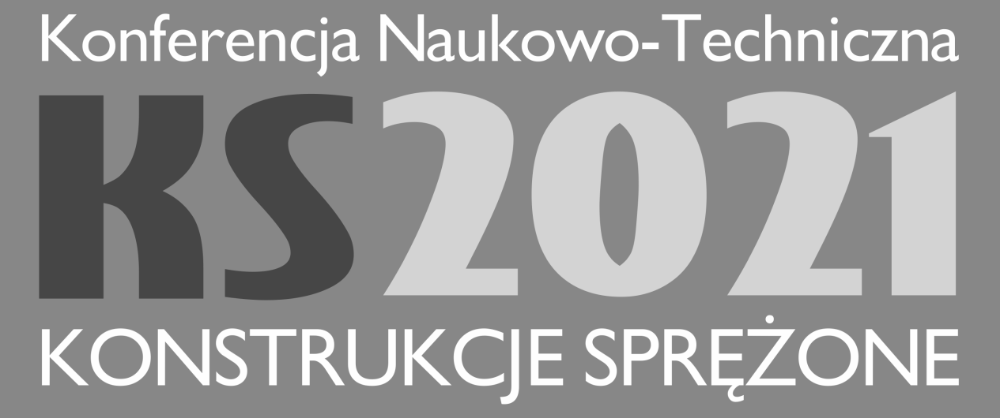 Konferencja Naukowo-Techniczna
KS2021
KONSTRUKCJE SPRĘŻONE